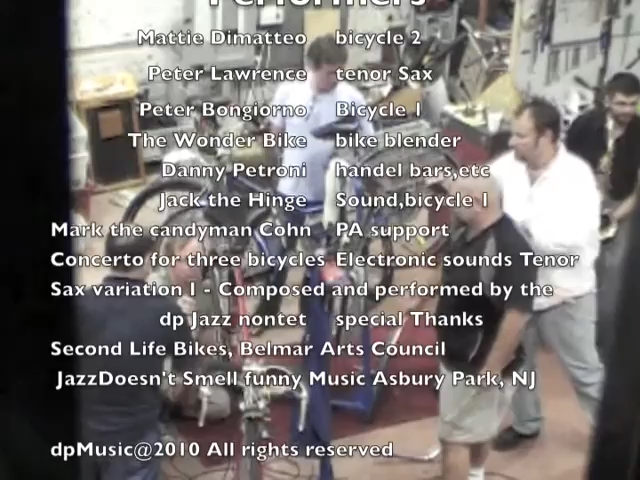 Performers
Mattie Dimatteo bicycle 2
Peter Lawrence tenor Sax
Peter Bongiorno Bicycle 1
The Wonder Bike bike blender
Danny Petroni handel bars,etc
Jack the Hinge Sound,bicycle 1
Mark the candyman Cohn PA support
Concerto for three bicycles Electronic sounds Tenor
Sax variation I - Composed and performed by the
dp Jazz nontet special Thanks
Second Life Bikes, Belmar Arts Council
JazzDoesn't Smell funny Music Asbury Park, NJ
dpMusic@2010 All rights reserved